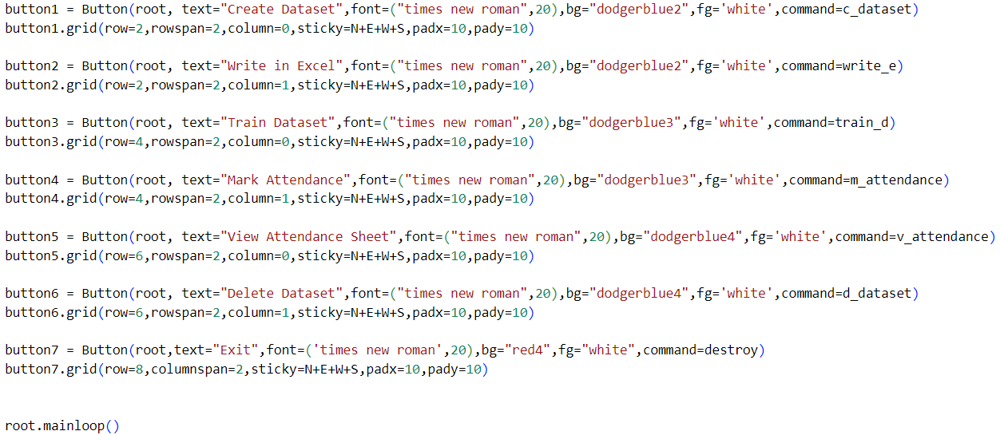 button1 = Button(root, text="Create Dataset",font=("times new roman",20),bg="dodgerblue2",fg='white',command=c_dataset)
button1.grid(row=2,rowspan=2,column=0,sticky=N+E+W+S,padx=10,pady=10)
button2 = Button(root, text="Write in Excel",font=("times new roman",20),bg="dodgerblue2",fg='white',command=write_e)
button2.grid(row=2,rowspan=2,column=1,sticky=N+E+W+S,padx=10,pady=10)
button3 = Button(root, text="Train Dataset",font=("times new roman",20),bg="dodgerblue3",fg='white',command=train_d)
button3.grid(row=4,rowspan=2,column=0,sticky=N+E+W+S,padx=10,pady=10)
button4 = Button(root, text="Mark Attendance",font=("times new roman",20),bg="dodgerblue3",fg='white',command=m_attendance)
button4.grid(row=4,rowspan=2,column=1,sticky=N+E+W+S,padx=10,pady=10)
button5 = Button(root, text="View Attendance Sheet",font=("times new roman",20),bg="dodgerblue4",fg='white',command=v_attendance)
button5.grid(row=6,rowspan=2,column=0,sticky=N+E+W+S,padx=10,pady=10)
button6 = Button(root, text="Delete Dataset",font=("times new roman",20),bg="dodgerblue4",fg='white',command=d_dataset)
button6.grid(row=6,rowspan=2,column=1,sticky=N+E+W+S,padx=10,pady=10)
button7 = Button(root,text="Exit",font=('times new roman',20),bg="red4",fg="white",command=destroy)
button7.grid(row=8,columnspan=2,sticky=N+E+W+S,padx=10,pady=10)
root.mainloop()